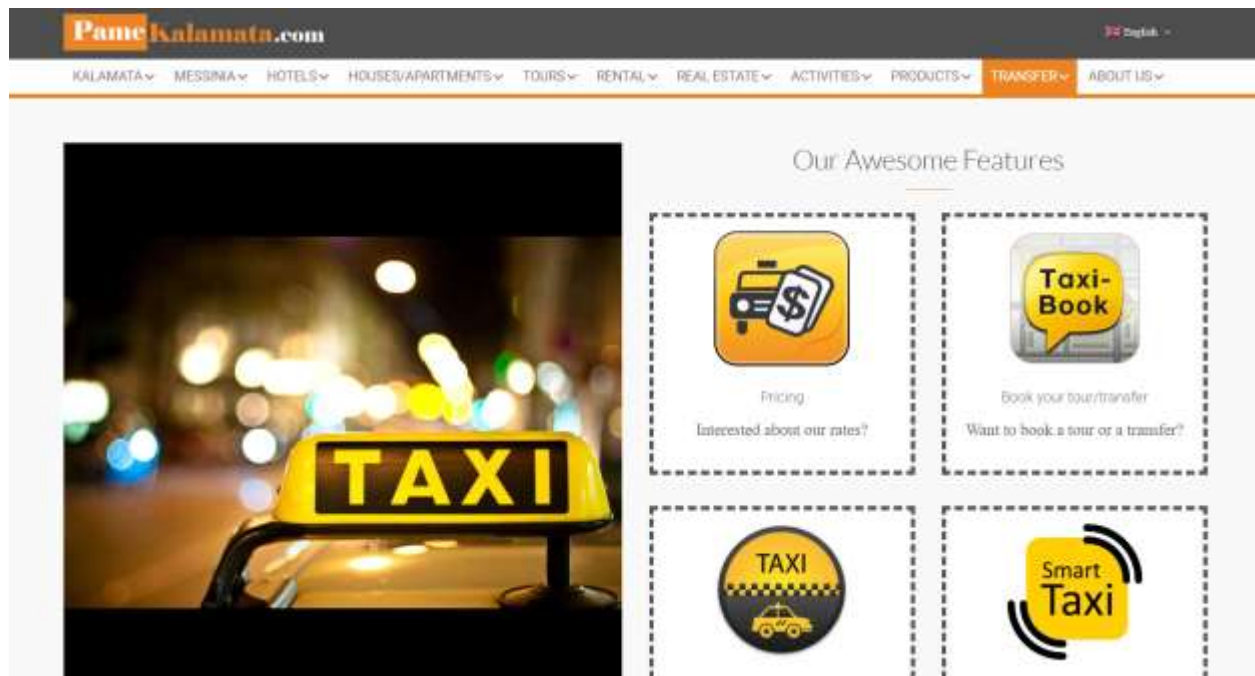 PameKalamata.com
English
KALAMATA MESSINIA HOTELS HOUSES/APARTMENTS TOURS RENTAL REAL ESTATE ACTIVITIES PRODUCTS TRANSFER ABOUT US
Our Awesome Features
TAXI
$
Pricing
Interested about our rates?
Taxi-
Book
Book your tour/transfer
Want to book a tour or a transfer?
TAXI
Smart
Taxi